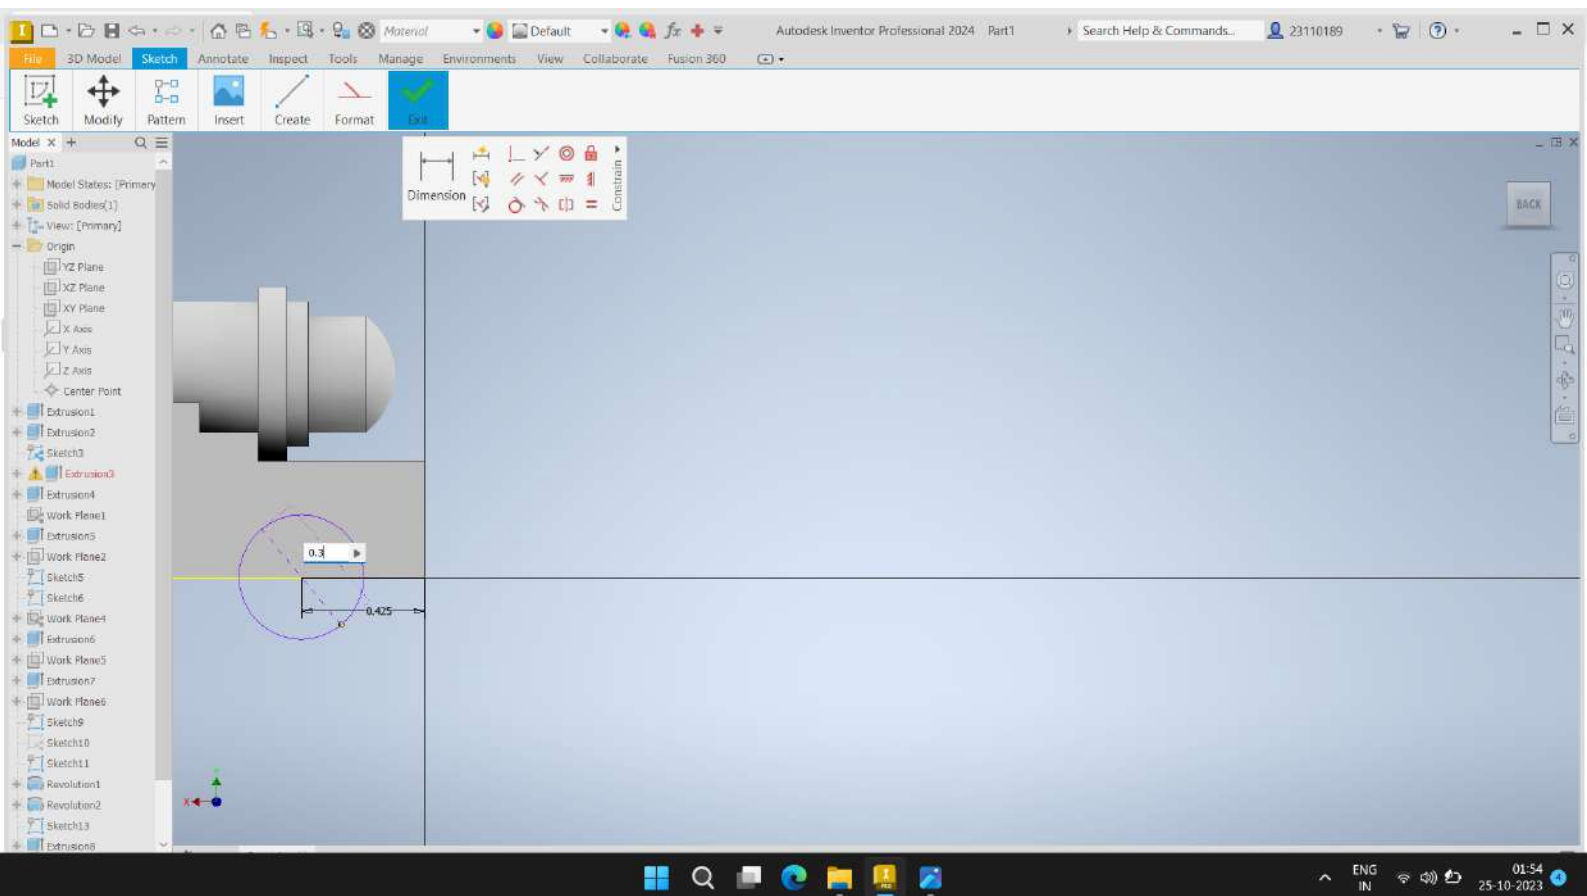 Material Default Autodesk Inventor Professional 2024 Part1 Search Help & Commands... 23110189
File 3D Model Sketch Annotate Inspect Tools Manage Environments View Collaborate Fusion 360
Sketch Modify Pattern Insert Create Format Exit
Model X +
Dimension
Constrain
BACK
Part1
Model States: [Primary
Solid Bodies(1)
View: [Primary]
Origin
YZ Plane
XZ Plane
XY Plane
X Axis
Y Axis
Z Axis
Center Point
Extrusion1
Extrusion2
Sketch3
Extrusion3
Extrusion4
Work Plane1
Extrusion5
Work Plane2
Sketch5
Sketch6
Work Plane4
Extrusion6
Work Plane5
Extrusion7
Work Plane6
Sketch9
Sketch10
Sketch11
Revolution1
Revolution2
Sketch13
Extrusion8
0.3
0.425
X
ENG
IN
01:54
25-10-2023
4